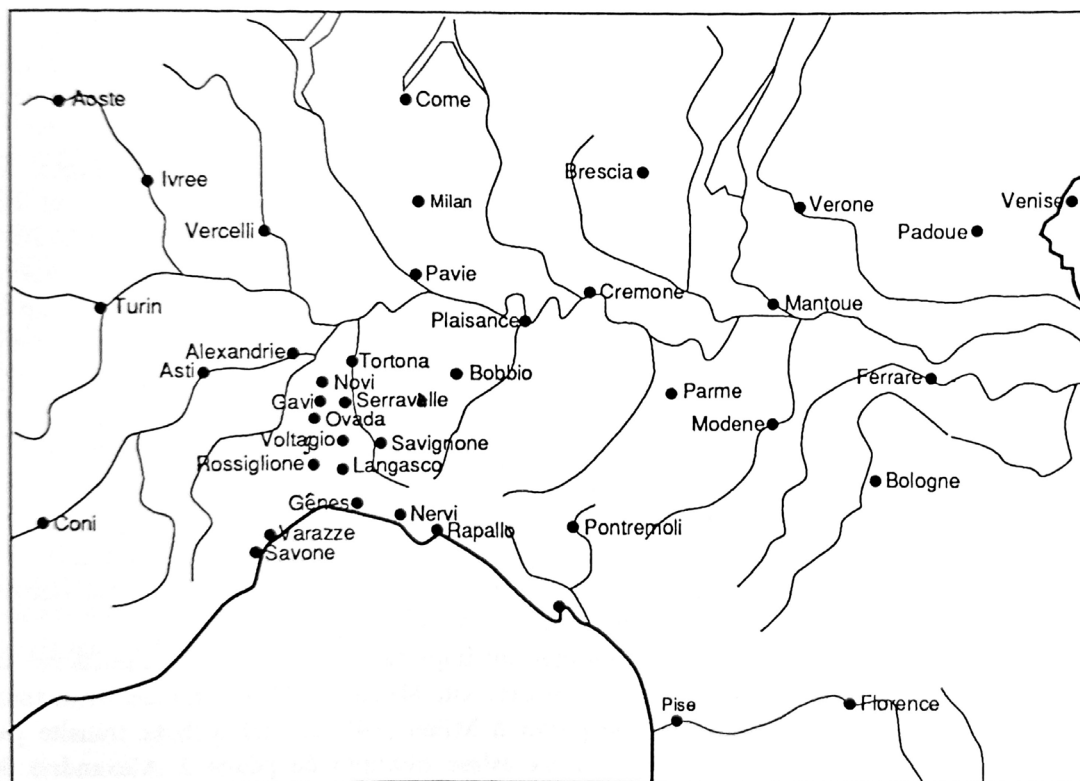 Aoste
Come
Ivree
Brescia
Milan
Verone
Venise
Vercelli
Padoue
Pavie
Cremone
Mantoue
Turin
Plaisance
Alexandrie
Tortona
Asti
Bobbio
Novi
Ferrare
Gavi
Serravelle
Parme
Ovada
Modene
Voltagio
Savignone
Rossiglione
Langasco
Bologne
Gênes
Nervi
Coni
Rapallo
Pontremoli
Varazze
Savone
Pise
Florence